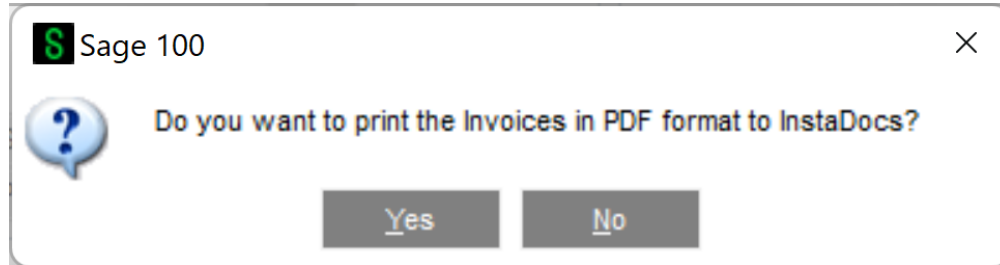 Sage 100
Do you want to print the Invoices in PDF format to InstaDocs?
Yes No